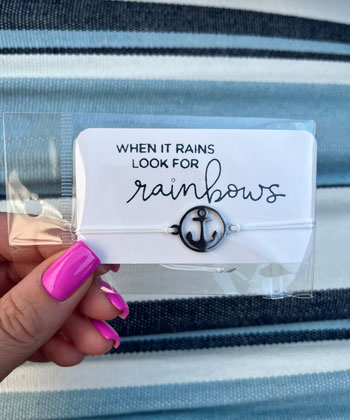 WHEN IT RAINS
LOOK FOR
rainbows